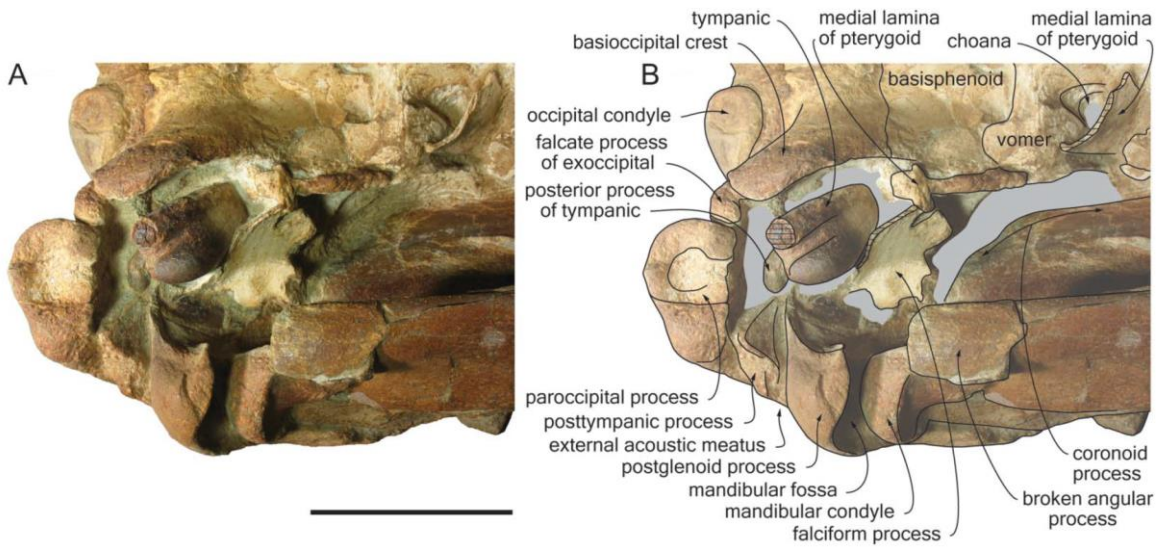 A
B
tympanic
basioccipital crest
medial lamina
of pterygoid
choana
medial lamina
of pterygoid
basisphenoid
vomer
occipital condyle
falcate process
of exoccipital
posterior process
of tympanic
paroccipital process
posttympanic process
external acoustic meatus
postglenoid process
mandibular fossa
mandibular condyle
falciform process
coronoid
process
broken angular
process